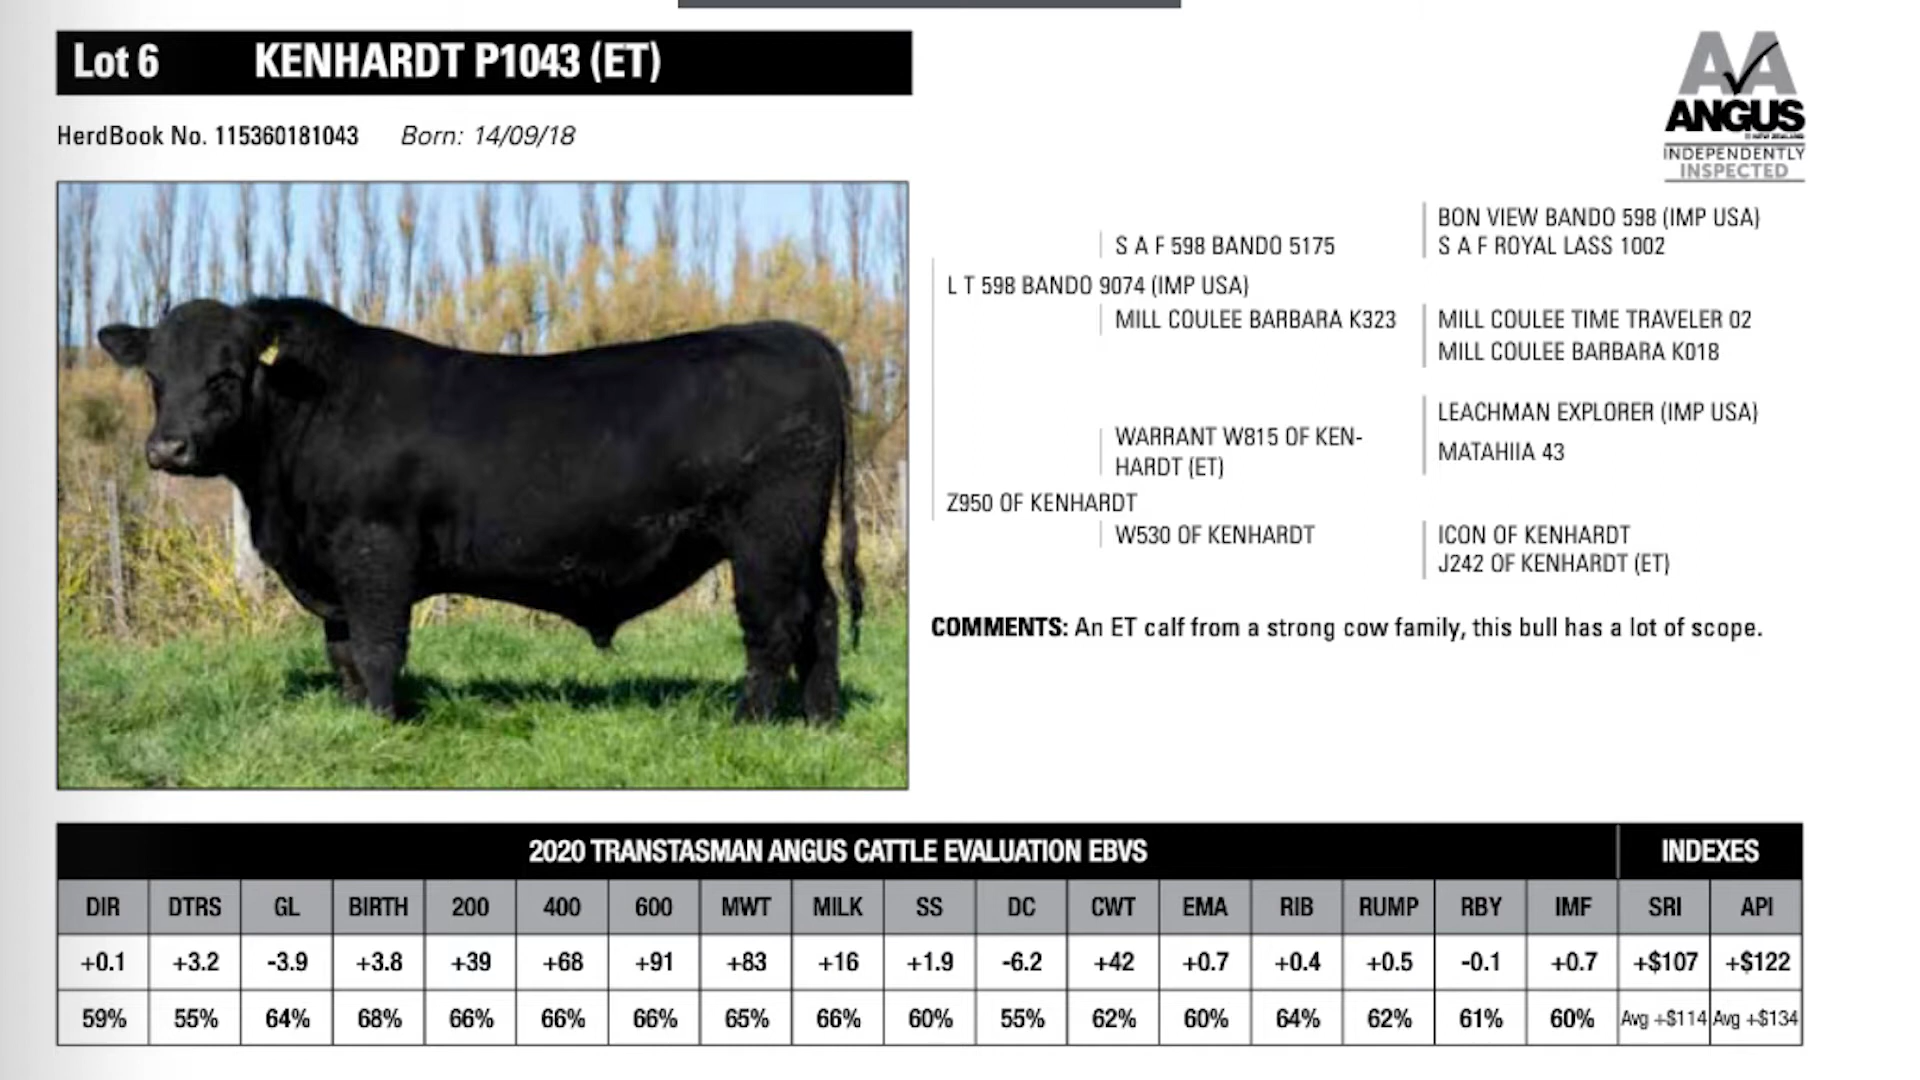 Lot 6 KENHARDT P1043 (ET)
HerdBook No. 115360181043 Born: 14/09/18
AA
ANGUS
INDEPENDENTLY
INSPECTED
BON VIEW BANDO 598 (IMP USA)
S A F 598 BANDO 5175
S A F ROYAL LASS 1002
L T 598 BANDO 9074 (IMP USA)
MILL COULEE BARBARA K323
MILL COULEE TIME TRAVELER 02
MILL COULEE BARBARA K018
LEACHMAN EXPLORER (IMP USA)
WARRANT W815 OF KEN-
HARDT (ET)
MATAHIIA 43
Z950 OF KENHARDT
W530 OF KENHARDT
ICON OF KENHARDT
J242 OF KENHARDT (ET)
COMMENTS: An ET calf from a strong cow family, this bull has a lot of scope.
2020 TRANSTASMAN ANGUS CATTLE EVALUATION EBVS INDEXES
DIR DTRS GL BIRTH 200 400 600 MWT MILK SS DC CWT EMA RIB RUMP RBY IMF SRI API
+0.1 +3.2 -3.9 +3.8 +39 +68 +91 +83 +16 +1.9 -6.2 +42 +0.7 +0.4 +0.5 -0.1 +0.7 +$107 +$122
59% 55% 64% 68% 66% 66% 66% 65% 66% 60% 55% 62% 60% 64% 62% 61% 60% Avg +$114 Avg +$134